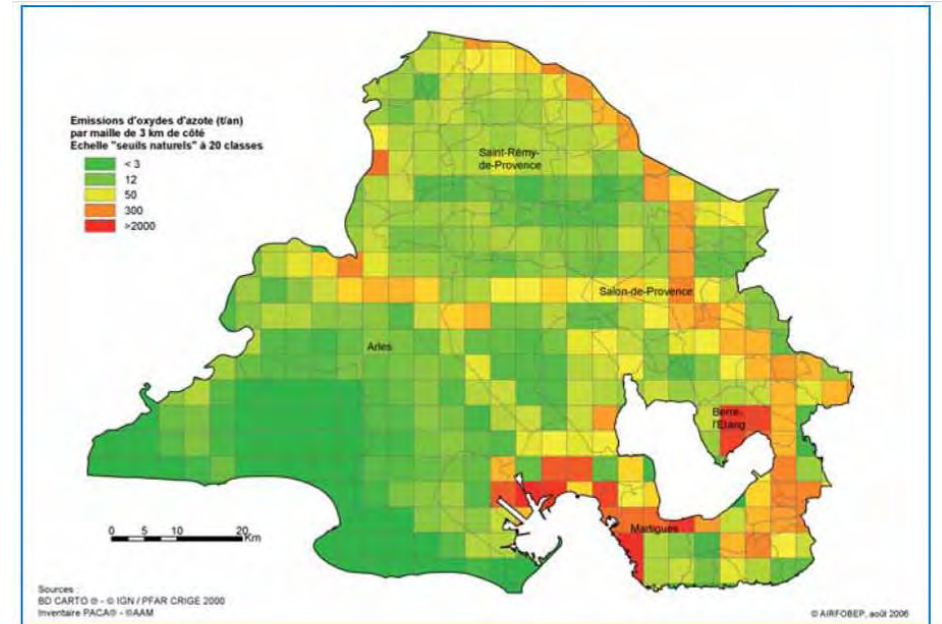 Emissions d'oxydes d'azote (t/an)
par maille de 3 km de côté
Echelle "seuils naturels" à 20 classes
< 3
12
50
300
>2000
Saint-Rémy-
de-Provence
Salon-de-Provence
Arles
Berre-
l'Etang
Martigues
0 5 10 20
Km
Sources :
BD CARTO ® - © IGN / PFAR CRIGE 2000
Inventaire PACA® - ©AAM
© AIRFOBEP, août 2006